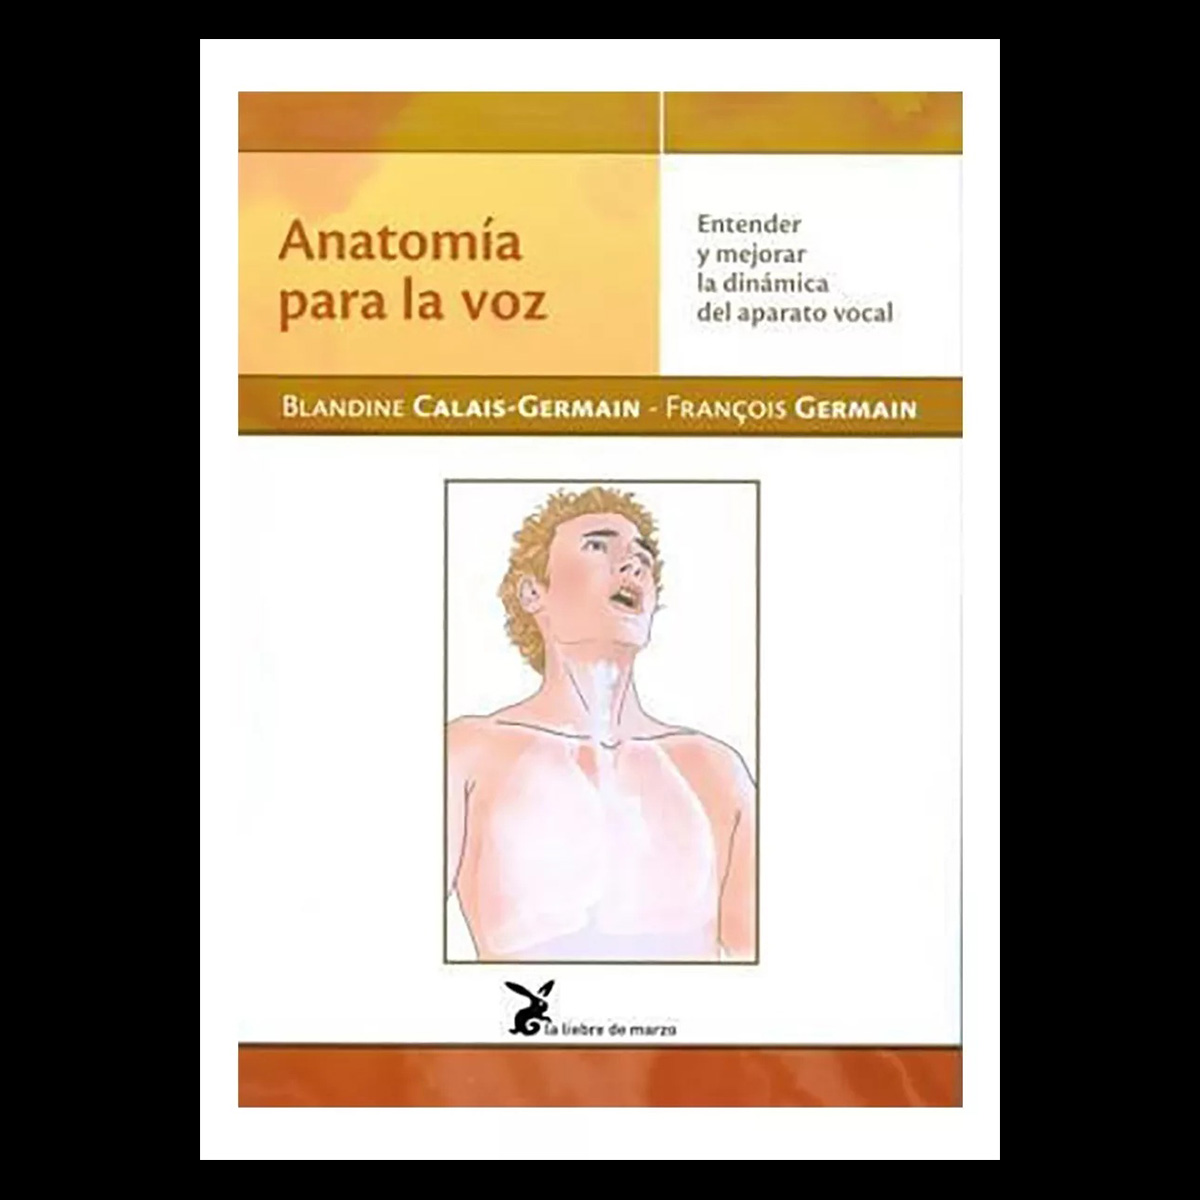 Anatomía
para la voz
Entender
y mejorar
la dinámica
del aparato vocal
BLANDINE CALAIS-GERMAIN - FRANÇOIS GERMAIN
la liebre de marzo